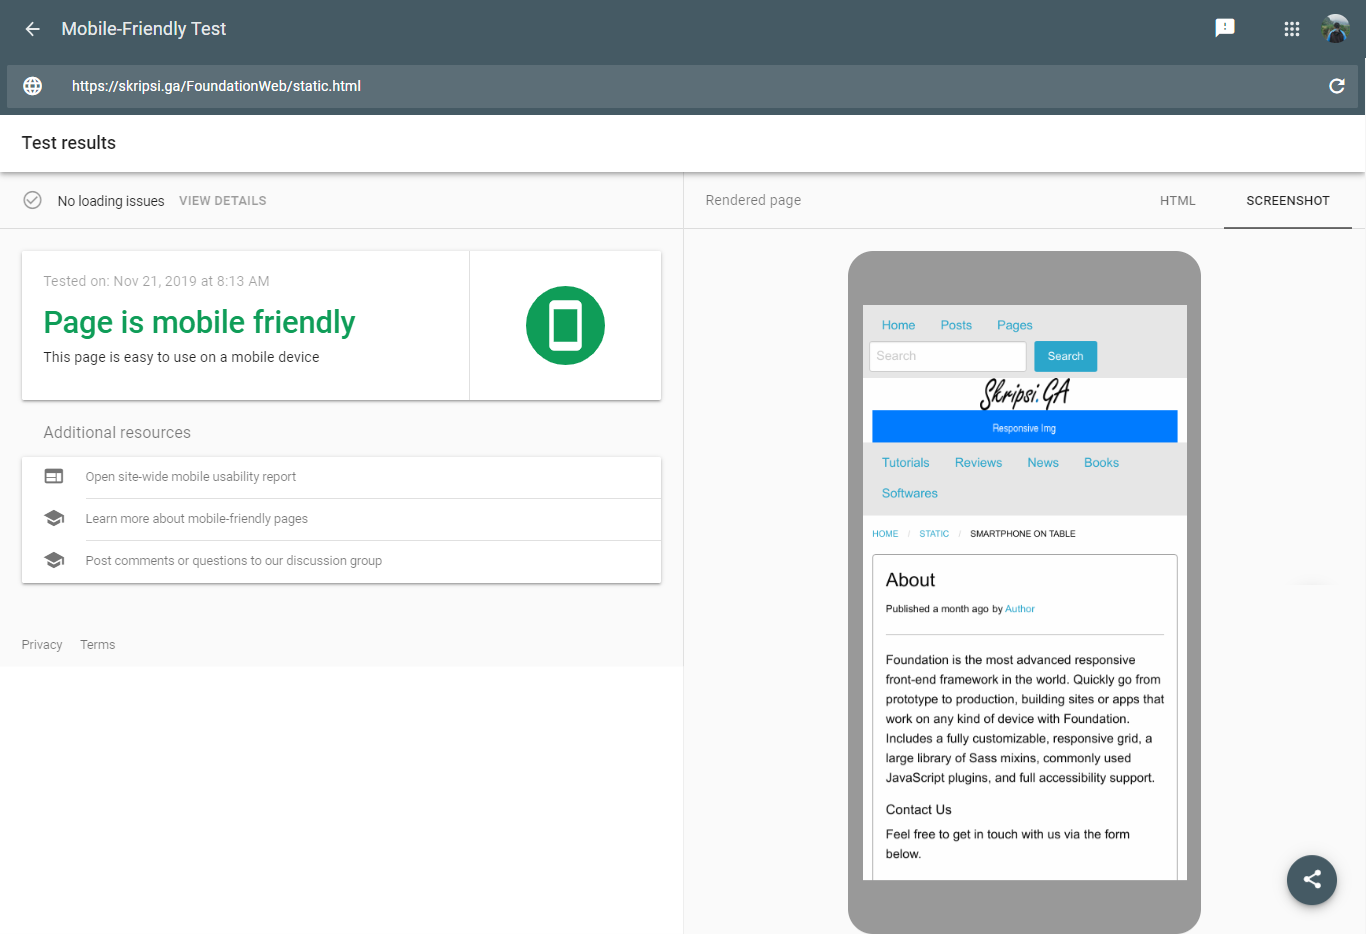 Mobile-Friendly Test
https://skripsi.ga/FoundationWeb/static.html
Test results
No loading issues VIEW DETAILS
Tested on: Nov 21, 2019 at 8:13 AM
Page is mobile friendly
This page is easy to use on a mobile device
Additional resources
Open site-wide mobile usability report
Learn more about mobile-friendly pages
Post comments or questions to our discussion group
Privacy Terms
Rendered page HTML SCREENSHOT
Home Posts Pages
Search Search
Skripsi.GA
Responsive Img
Tutorials Reviews News Books
Softwares
HOME / STATIC / SMARTPHONE ON TABLE
About
Published a month ago by Author
Foundation is the most advanced responsive
front-end framework in the world. Quickly go from
prototype to production, building sites or apps that
work on any kind of device with Foundation.
Includes a fully customizable, responsive grid, a
large library of Sass mixins, commonly used
JavaScript plugins, and full accessibility support.
Contact Us
Feel free to get in touch with us via the form
below.